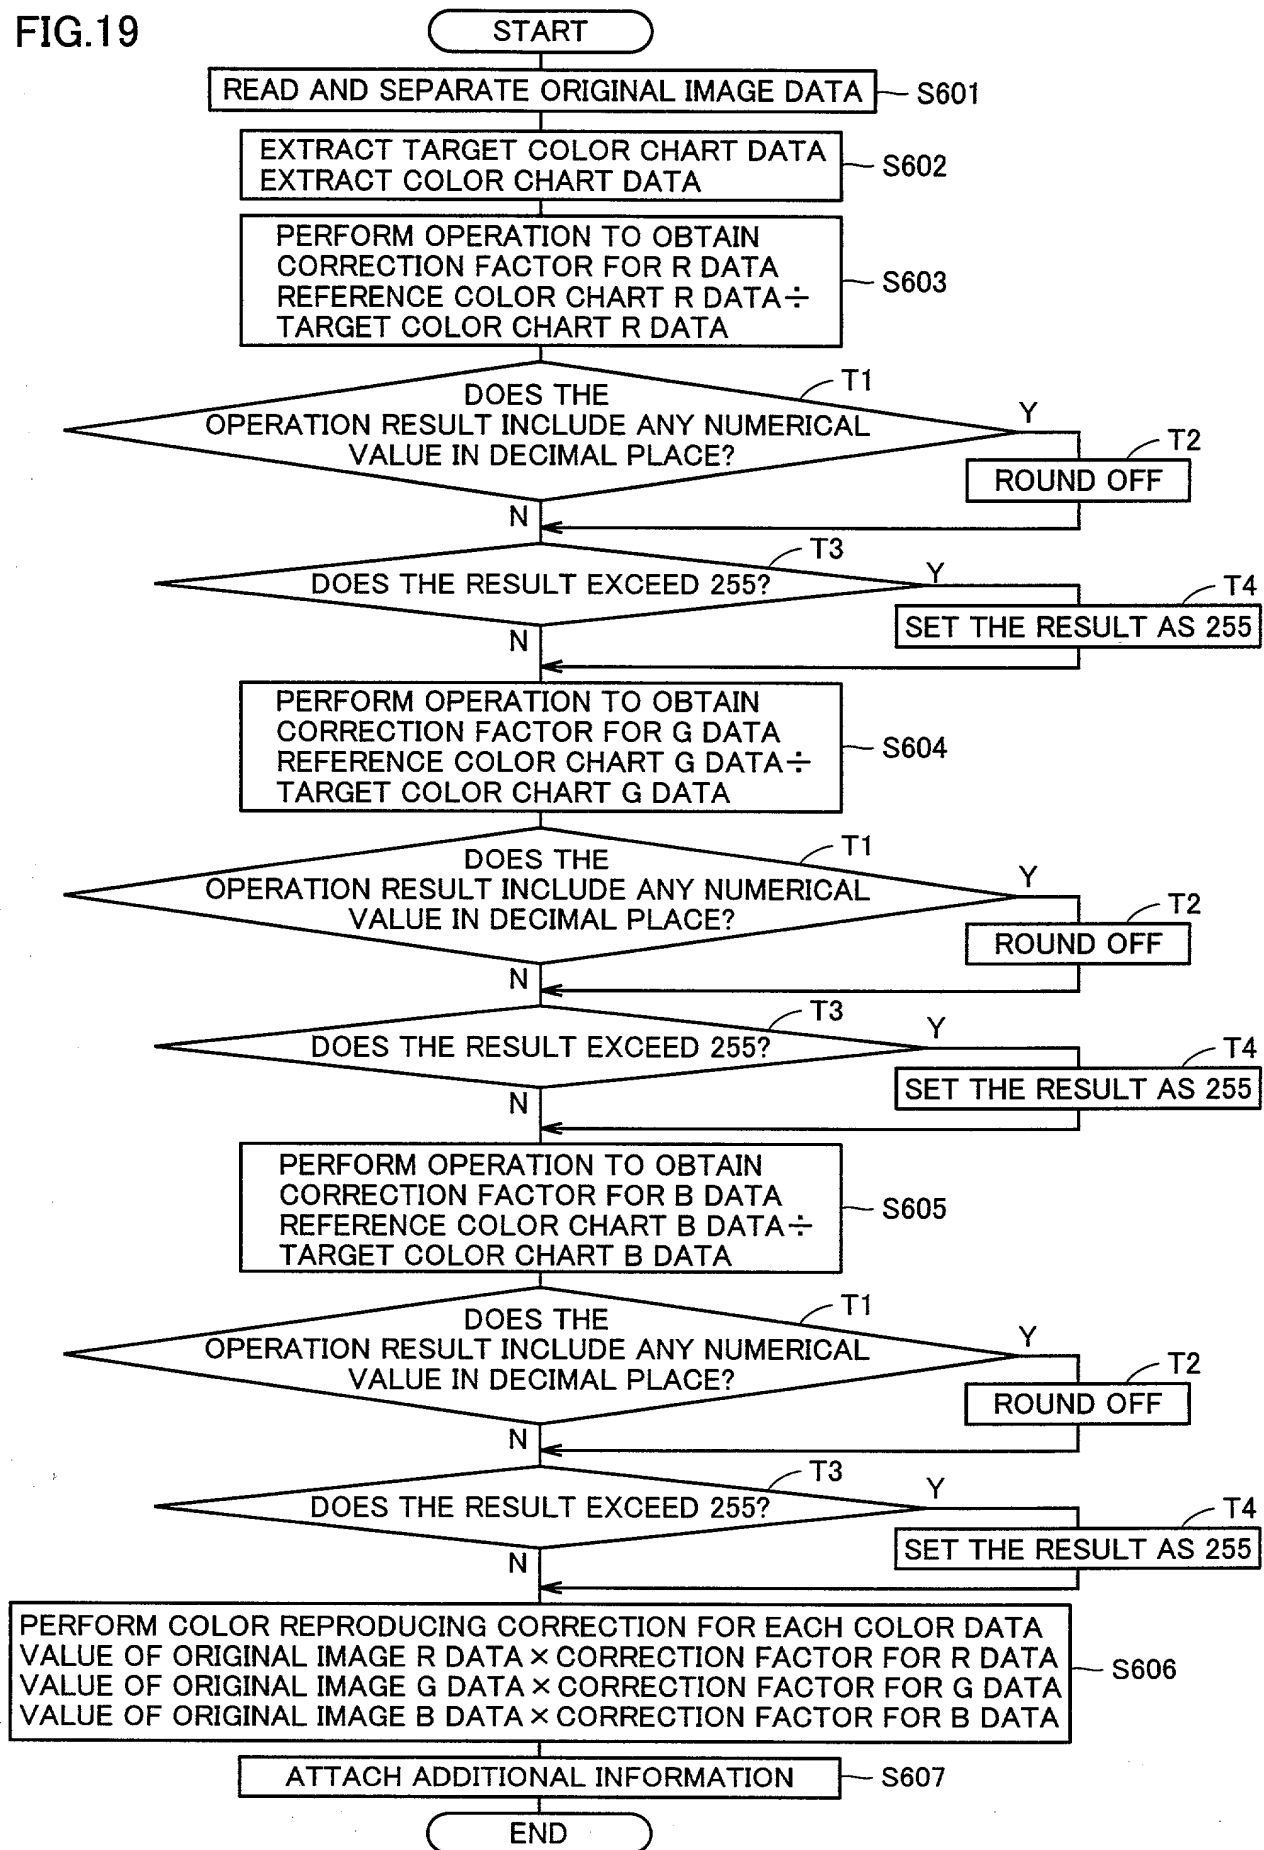 FIG.19
START
READ AND SEPARATE ORIGINAL IMAGE DATA
S601
EXTRACT TARGET COLOR CHART DATA
EXTRACT COLOR CHART DATA
S602
PERFORM OPERATION TO OBTAIN
CORRECTION FACTOR FOR R DATA
REFERENCE COLOR CHART R DATA÷
TARGET COLOR CHART R DATA
S603
DOES THE
OPERATION RESULT INCLUDE ANY NUMERICAL
VALUE IN DECIMAL PLACE?
T1
Y
T2
ROUND OFF
N
DOES THE RESULT EXCEED 255?
T3
Y
T4
SET THE RESULT AS 255
N
PERFORM OPERATION TO OBTAIN
CORRECTION FACTOR FOR G DATA
REFERENCE COLOR CHART G DATA÷
TARGET COLOR CHART G DATA
S604
DOES THE
OPERATION RESULT INCLUDE ANY NUMERICAL
VALUE IN DECIMAL PLACE?
T1
Y
T2
ROUND OFF
N
DOES THE RESULT EXCEED 255?
T3
Y
T4
SET THE RESULT AS 255
N
PERFORM OPERATION TO OBTAIN
CORRECTION FACTOR FOR B DATA
REFERENCE COLOR CHART B DATA÷
TARGET COLOR CHART B DATA
S605
DOES THE
OPERATION RESULT INCLUDE ANY NUMERICAL
VALUE IN DECIMAL PLACE?
T1
Y
T2
ROUND OFF
N
DOES THE RESULT EXCEED 255?
T3
Y
T4
SET THE RESULT AS 255
N
PERFORM COLOR REPRODUCING CORRECTION FOR EACH COLOR DATA
VALUE OF ORIGINAL IMAGE R DATA×CORRECTION FACTOR FOR R DATA
VALUE OF ORIGINAL IMAGE G DATA×CORRECTION FACTOR FOR G DATA
VALUE OF ORIGINAL IMAGE B DATA×CORRECTION FACTOR FOR B DATA
S606
ATTACH ADDITIONAL INFORMATION
S607
END